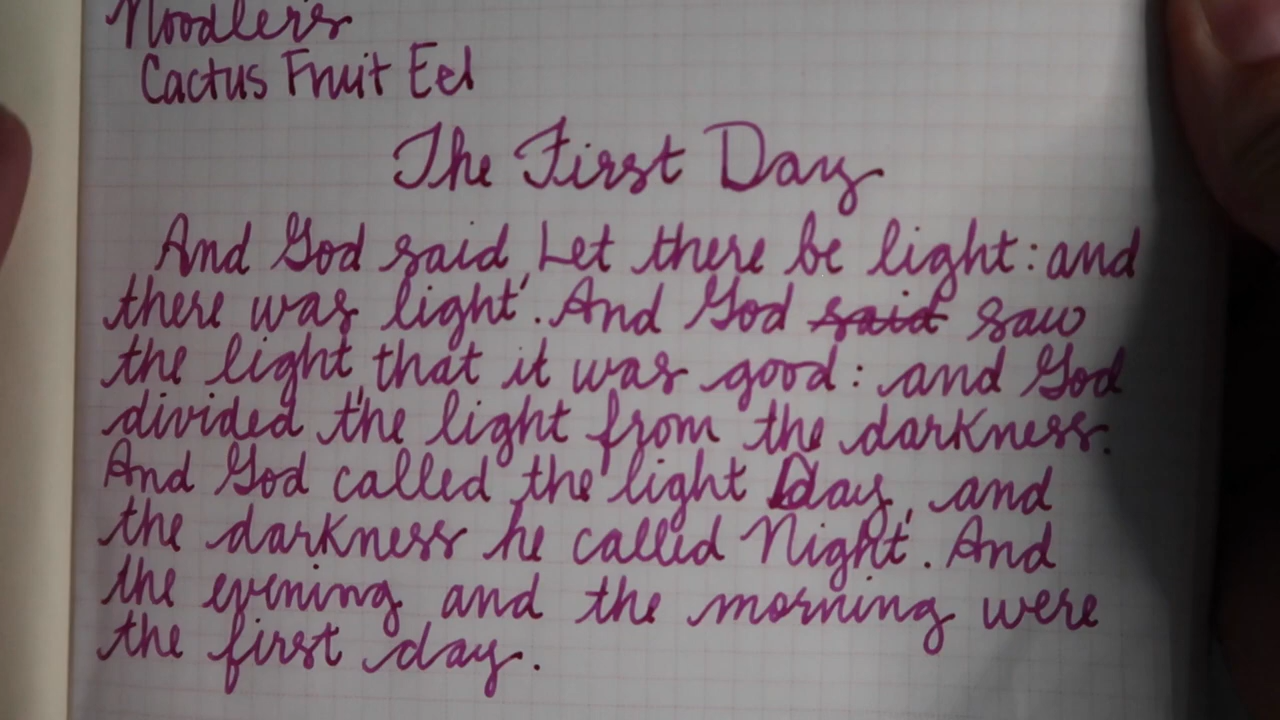 Noodlers
Cactus Fruit Eel
The First Day
And God said, Let there be light: and
there was light. And God ~~said~~ saw
the light, that it was good: and God
divided the light from the darkness.
And God called the light Day, and
the darkness he called Night. And
the evening and the morning were
the first day.